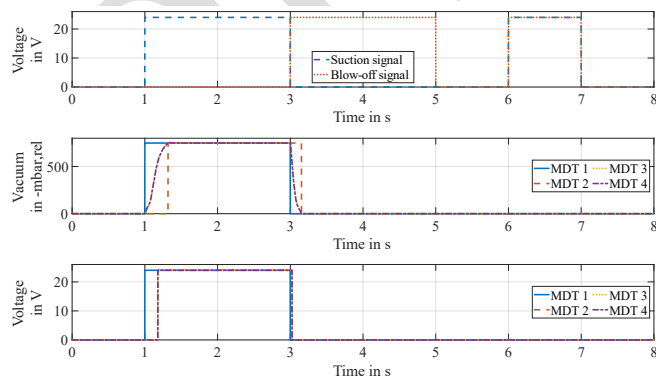 20
10
0
Voltage
in V
Suction signal
Blow-off signal
0 1 2 3 4 5 6 7 8
Time in s
500
0
Vacuum
in -mbar,rel
MDT 1 MDT 3
MDT 2 MDT 4
0 1 2 3 4 5 6 7 8
Time in s
20
10
0
Voltage
in V
MDT 1 MDT 3
MDT 2 MDT 4
0 1 2 3 4 5 6 7 8
Time in s